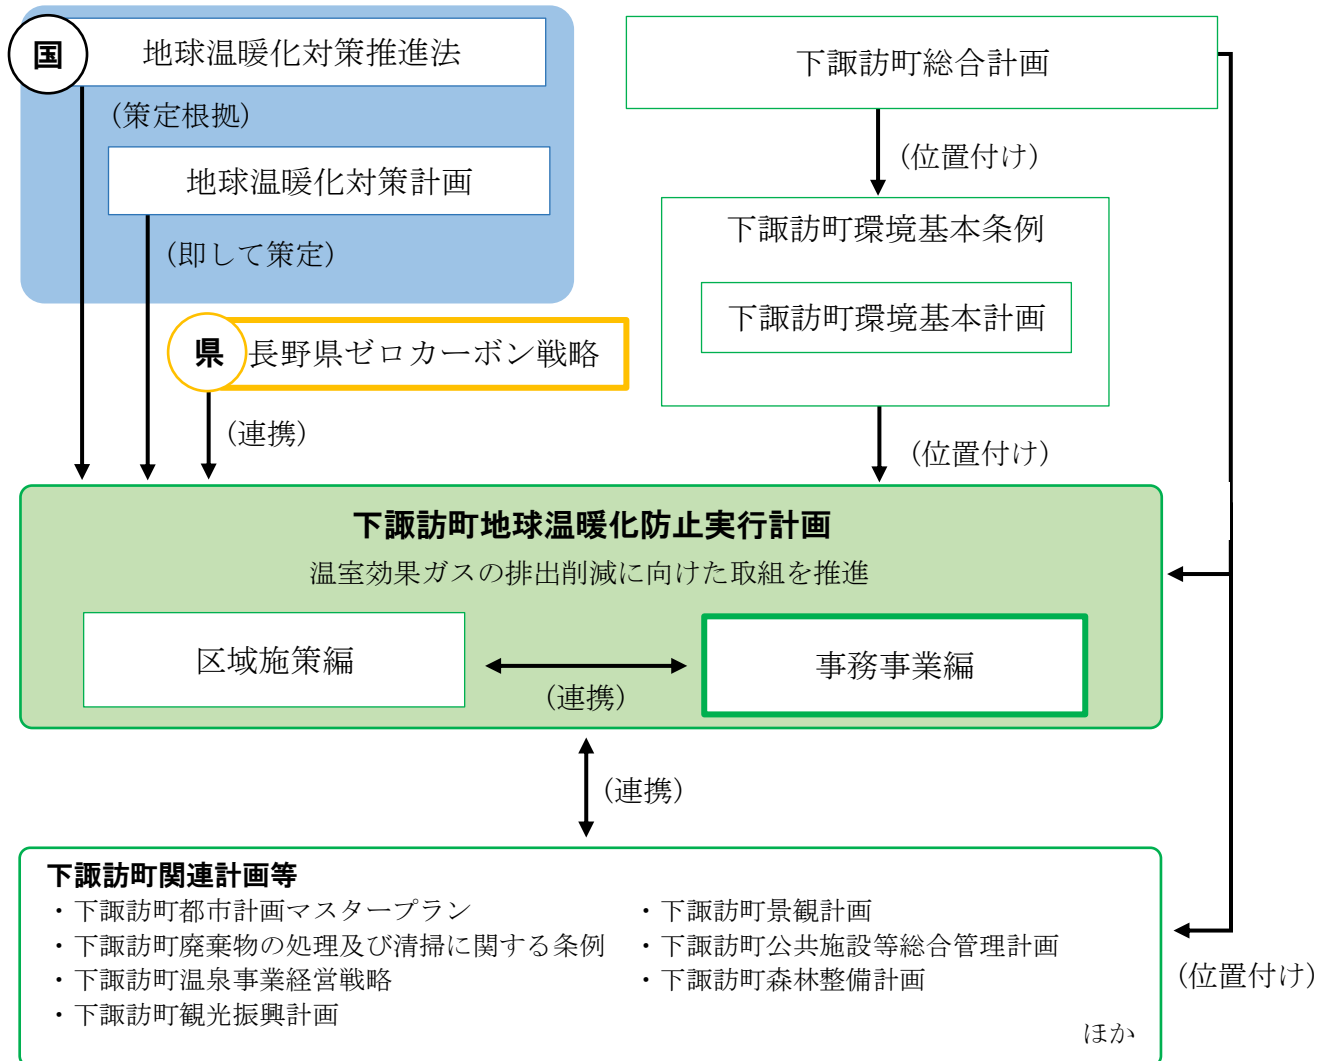 国
地球温暖化対策推進法
(策定根拠)
地球温暖化対策計画
(即して策定)
県
長野県ゼロカーボン戦略
(連携)
下諏訪町総合計画
(位置付け)
下諏訪町環境基本条例
下諏訪町環境基本計画
(位置付け)
下諏訪町地球温暖化防止実行計画
温室効果ガスの排出削減に向けた取組を推進
区域施策編
(連携)
事務事業編
(連携)
下諏訪町関連計画等
・下諏訪町都市計画マスタープラン
・下諏訪町廃棄物の処理及び清掃に関する条例
・下諏訪町温泉事業経営戦略
・下諏訪町観光振興計画
・下諏訪町景観計画
・下諏訪町公共施設等総合管理計画
・下諏訪町森林整備計画
ほか
(位置付け)